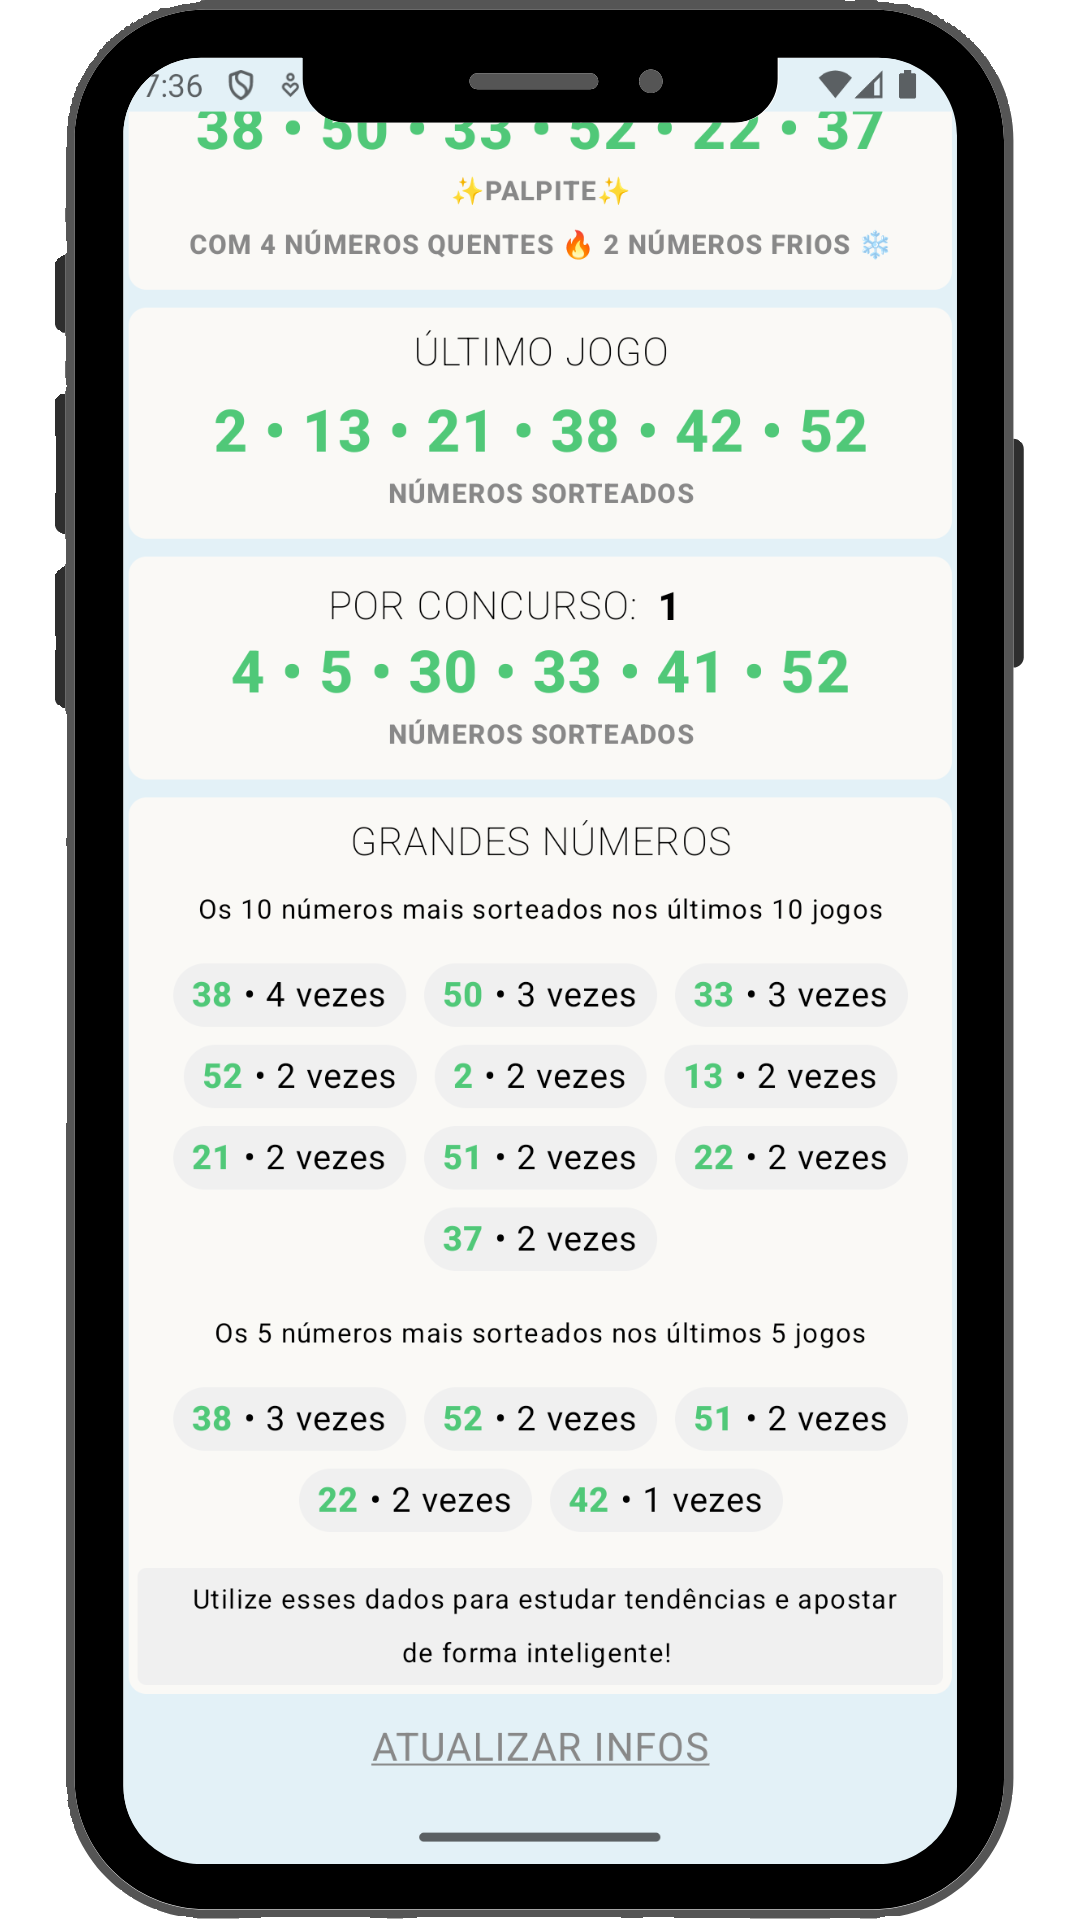 7:36
38 • 50 • 33 • 52 • 22 • 37
✨PALPITE✨
COM 4 NÚMEROS QUENTES 🔥 2 NÚMEROS FRIOS ❄️
ÚLTIMO JOGO
2 • 13 • 21 • 38 • 42 • 52
NÚMEROS SORTEADOS
POR CONCURSO: 1
4 • 5 • 30 • 33 • 41 • 52
NÚMEROS SORTEADOS
GRANDES NÚMEROS
Os 10 números mais sorteados nos últimos 10 jogos
38 • 4 vezes 50 • 3 vezes 33 • 3 vezes
52 • 2 vezes 2 • 2 vezes 13 • 2 vezes
21 • 2 vezes 51 • 2 vezes 22 • 2 vezes
37 • 2 vezes
Os 5 números mais sorteados nos últimos 5 jogos
38 • 3 vezes 52 • 2 vezes 51 • 2 vezes
22 • 2 vezes 42 • 1 vezes
Utilize esses dados para estudar tendências e apostar
de forma inteligente!
ATUALIZAR INFOS